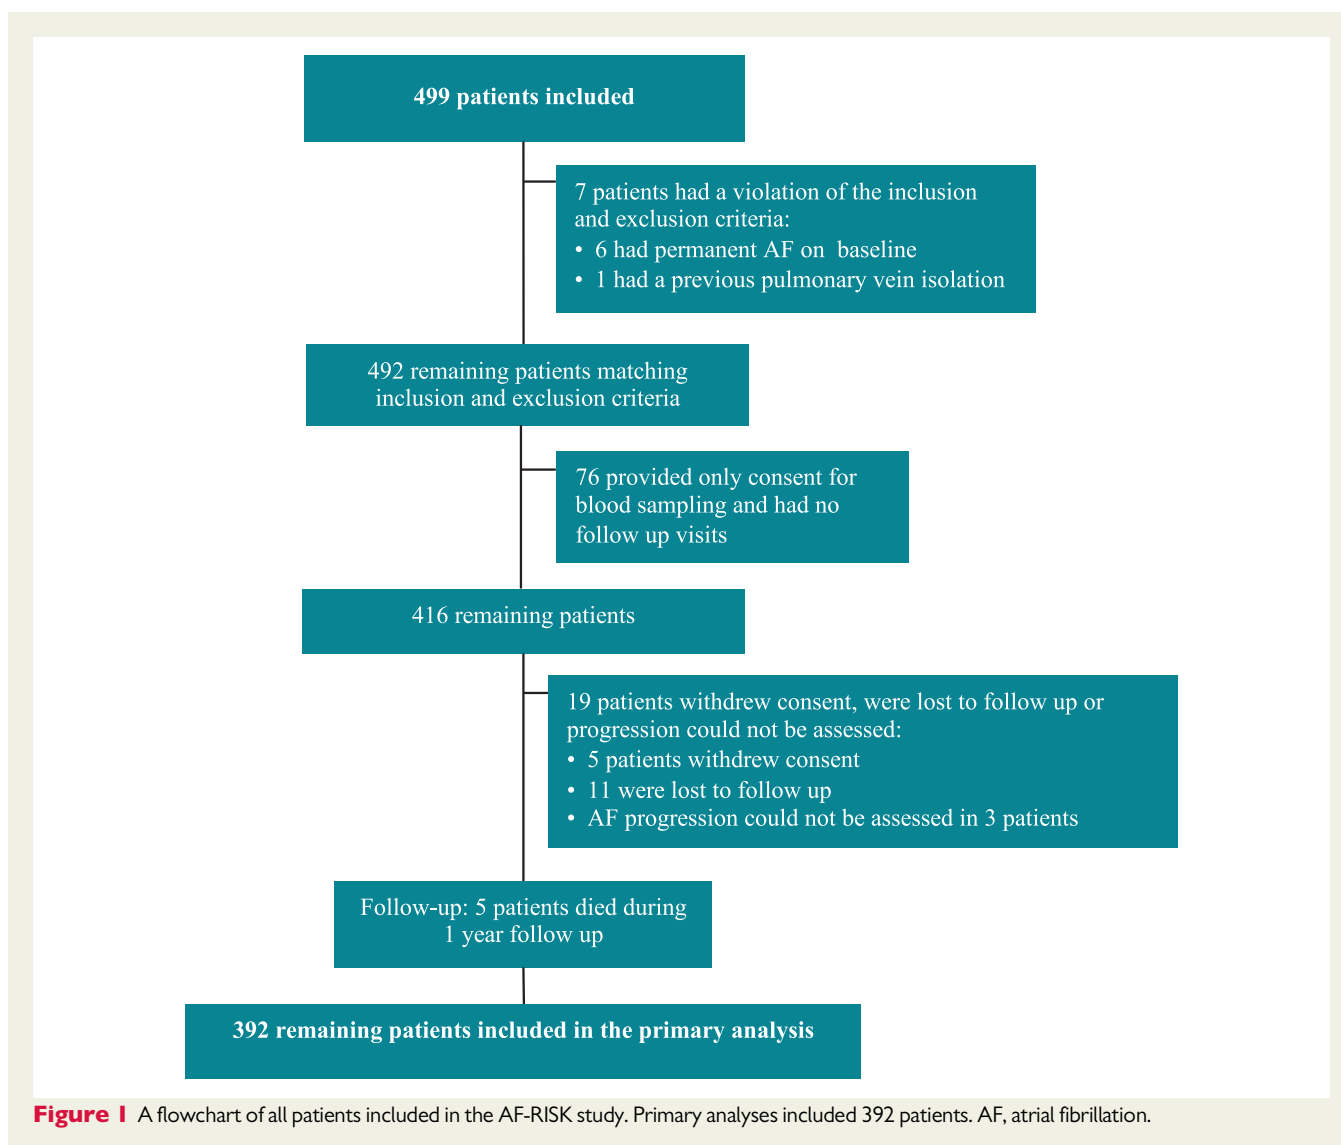 499 patients included
7 patients had a violation of the inclusion
and exclusion criteria:
• 6 had permanent AF on baseline
• 1 had a previous pulmonary vein isolation
492 remaining patients matching
inclusion and exclusion criteria
76 provided only consent for
blood sampling and had no
follow up visits
416 remaining patients
19 patients withdrew consent, were lost to follow up or
progression could not be assessed:
• 5 patients withdrew consent
• 11 were lost to follow up
• AF progression could not be assessed in 3 patients
Follow-up: 5 patients died during
1 year follow up
392 remaining patients included in the primary analysis
Figure 1 A flowchart of all patients included in the AF-RISK study. Primary analyses included 392 patients. AF, atrial fibrillation.